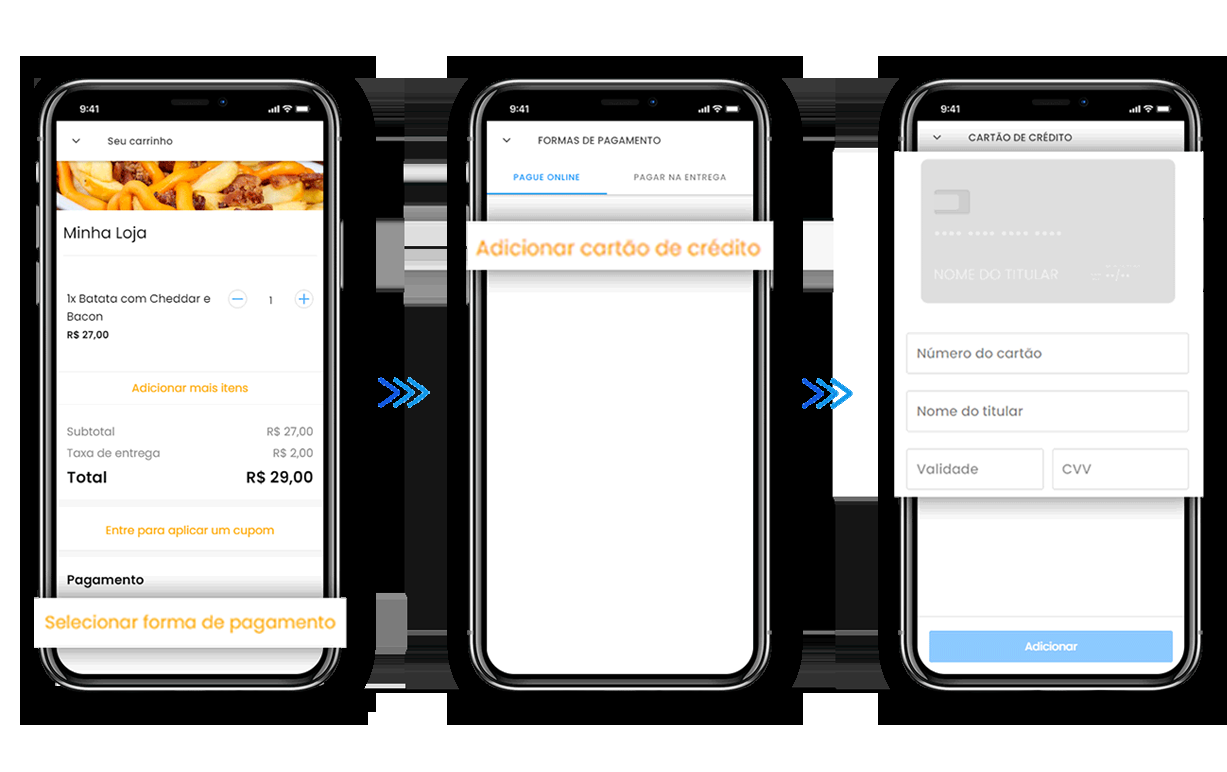 9:41
Seu carrinho
Minha Loja
1x Batata com Cheddar e
Bacon
R$ 27,00
1
Adicionar mais itens
Subtotal R$ 27,00
Taxa de entrega R$ 2,00
Total R$ 29,00
Entre para aplicar um cupom
Pagamento
Selecionar forma de pagamento
9:41
FORMAS DE PAGAMENTO
PAGUE ONLINE PAGAR NA ENTREGA
Adicionar cartão de crédito
9:41
CARTÃO DE CRÉDITO
**** **** **** ****
NOME DO TITULAR --/--
Número do cartão
Nome do titular
Validade CVV
Adicionar